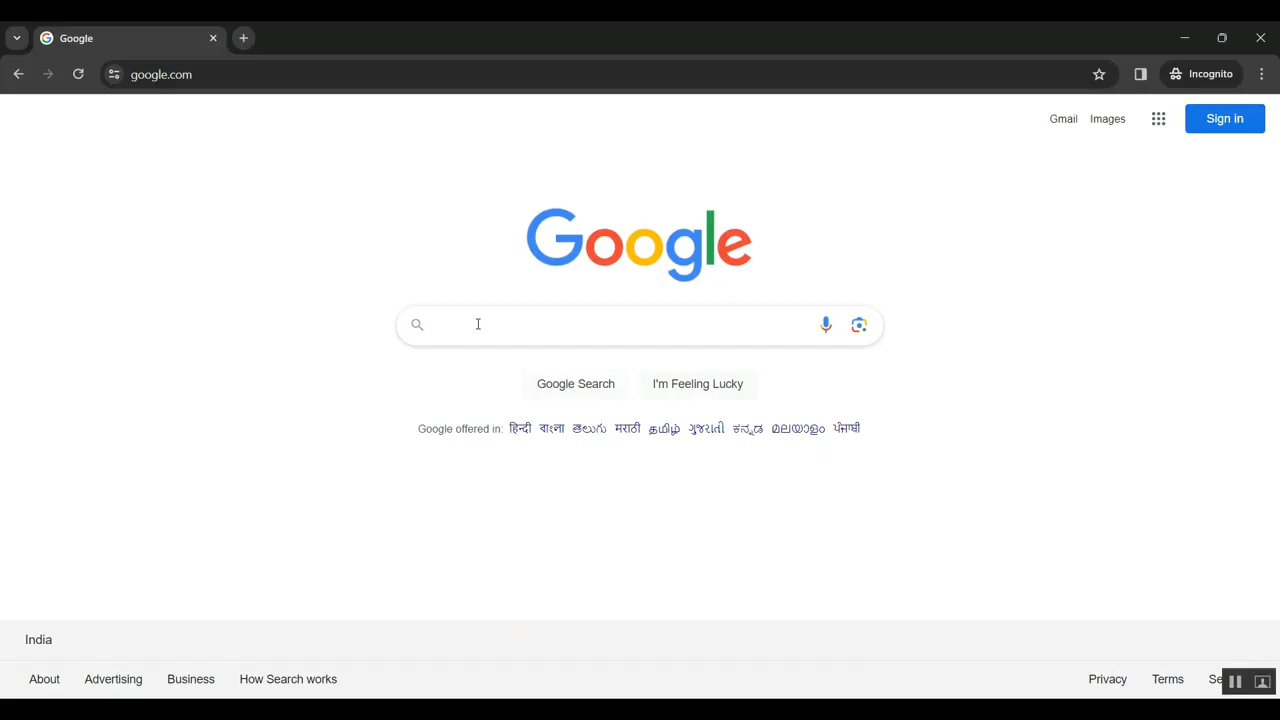 Google
google.com
Incognito
Gmail Images Sign in
Google
Google Search I'm Feeling Lucky
Google offered in: हिन्दी বাংলা తెలుగు मराठी தமிழ் ગુજરાતી ಕನ್ನಡ മലയാളം ਪੰਜਾਬੀ
India
About Advertising Business How Search works Privacy Terms Se